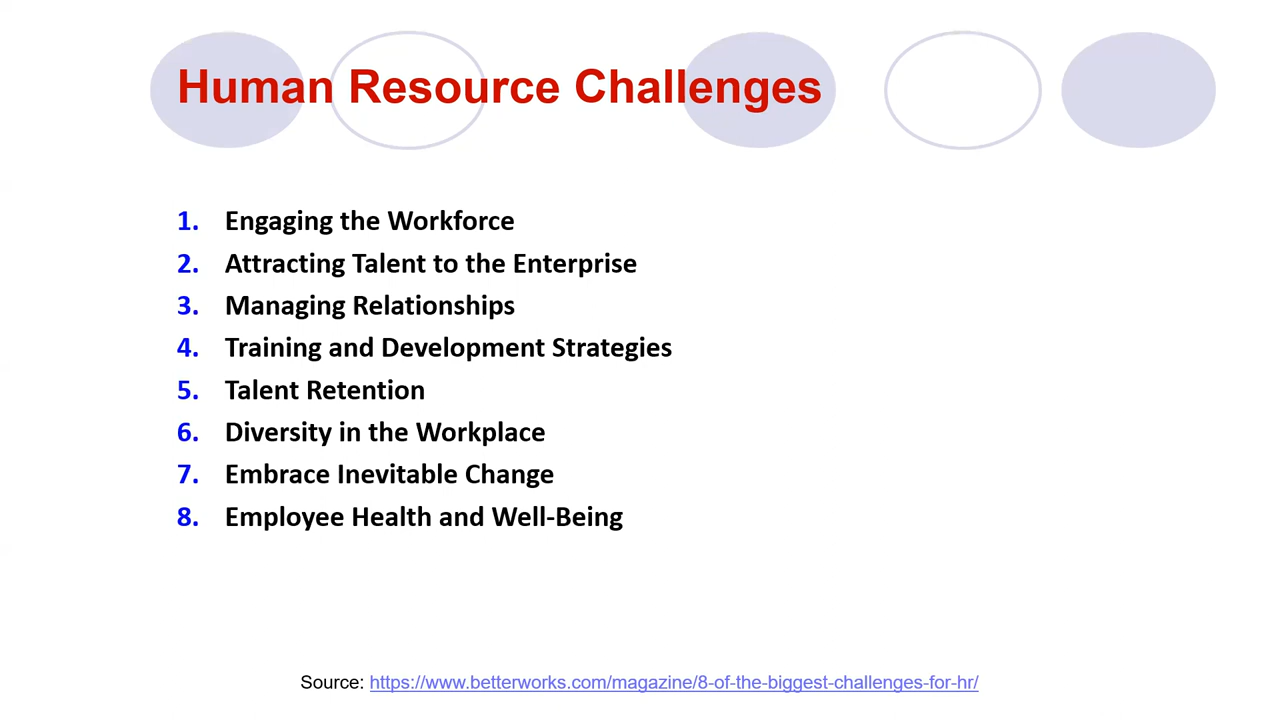 Human Resource Challenges
1. Engaging the Workforce
2. Attracting Talent to the Enterprise
3. Managing Relationships
4. Training and Development Strategies
5. Talent Retention
6. Diversity in the Workplace
7. Embrace Inevitable Change
8. Employee Health and Well-Being
Source: https://www.betterworks.com/magazine/8-of-the-biggest-challenges-for-hr/